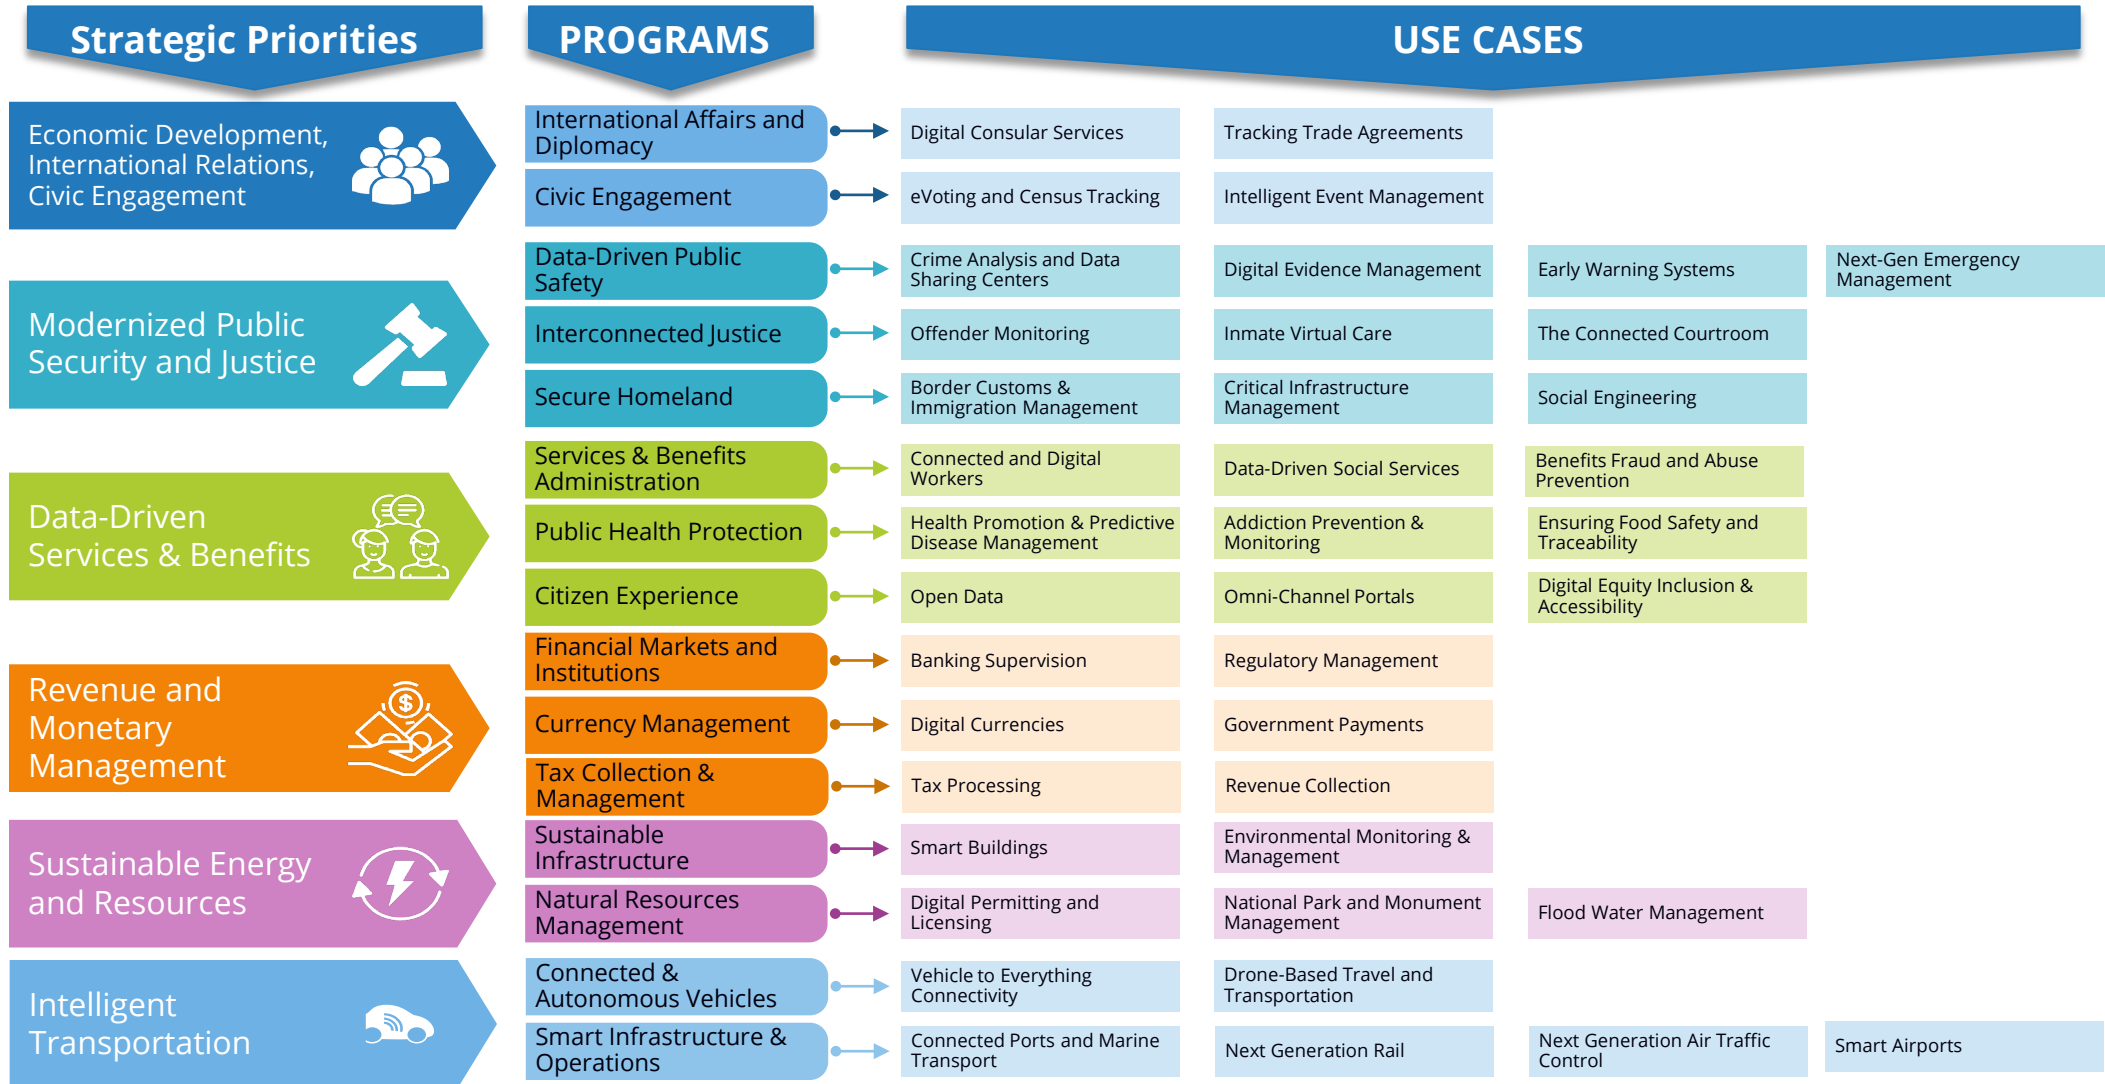 Strategic Priorities
PROGRAMS
USE CASES
Economic Development,
International Relations,
Civic Engagement
International Affairs and
Diplomacy
Digital Consular Services
Tracking Trade Agreements
Civic Engagement
eVoting and Census Tracking
Intelligent Event Management
Modernized Public
Security and Justice
Data-Driven Public
Safety
Crime Analysis and Data
Sharing Centers
Digital Evidence Management
Early Warning Systems
Next-Gen Emergency
Management
Interconnected Justice
Offender Monitoring
Inmate Virtual Care
The Connected Courtroom
Secure Homeland
Border Customs &
Immigration Management
Critical Infrastructure
Management
Social Engineering
Data-Driven
Services & Benefits
Services & Benefits
Administration
Connected and Digital
Workers
Data-Driven Social Services
Benefits Fraud and Abuse
Prevention
Public Health Protection
Health Promotion & Predictive
Disease Management
Addiction Prevention &
Monitoring
Ensuring Food Safety and
Traceability
Citizen Experience
Open Data
Omni-Channel Portals
Digital Equity Inclusion &
Accessibility
Revenue and
Monetary
Management
$
Financial Markets and
Institutions
Banking Supervision
Regulatory Management
Currency Management
Digital Currencies
Government Payments
Tax Collection &
Management
Tax Processing
Revenue Collection
Sustainable Energy
and Resources
Sustainable
Infrastructure
Smart Buildings
Environmental Monitoring &
Management
Natural Resources
Management
Digital Permitting and
Licensing
National Park and Monument
Management
Flood Water Management
Intelligent
Transportation
Connected &
Autonomous Vehicles
Vehicle to Everything
Connectivity
Drone-Based Travel and
Transportation
Smart Infrastructure &
Operations
Connected Ports and Marine
Transport
Next Generation Rail
Next Generation Air Traffic
Control
Smart Airports